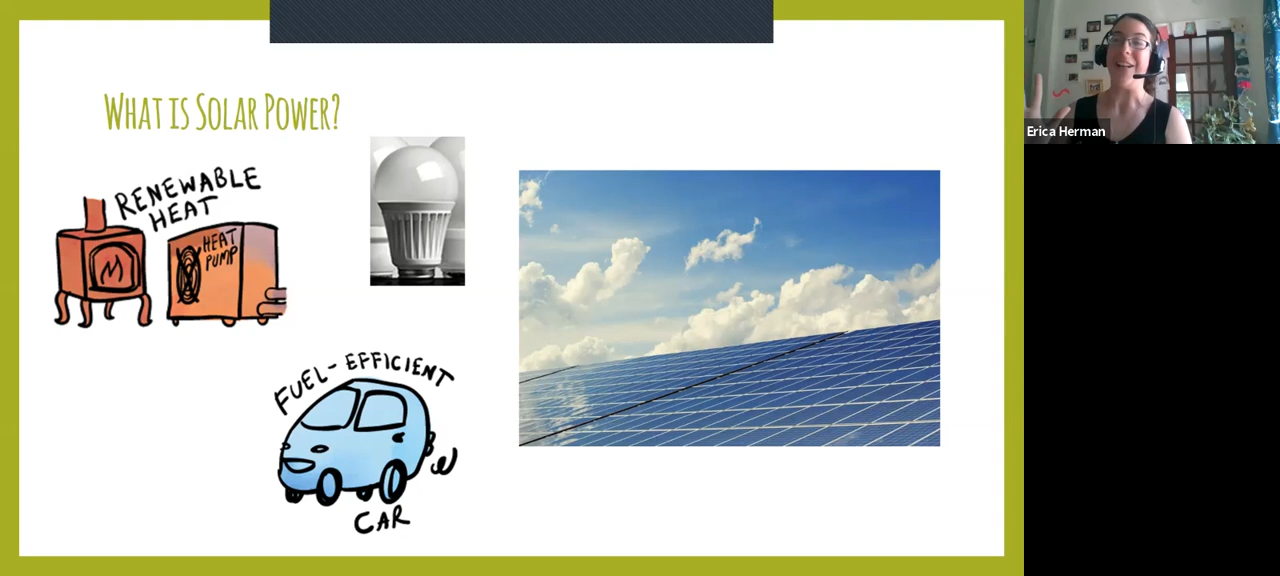 What is Solar Power?
RENEWABLE
HEAT
HEAT
PUMP
FUEL-EFFICIENT
CAR
Erica Herman